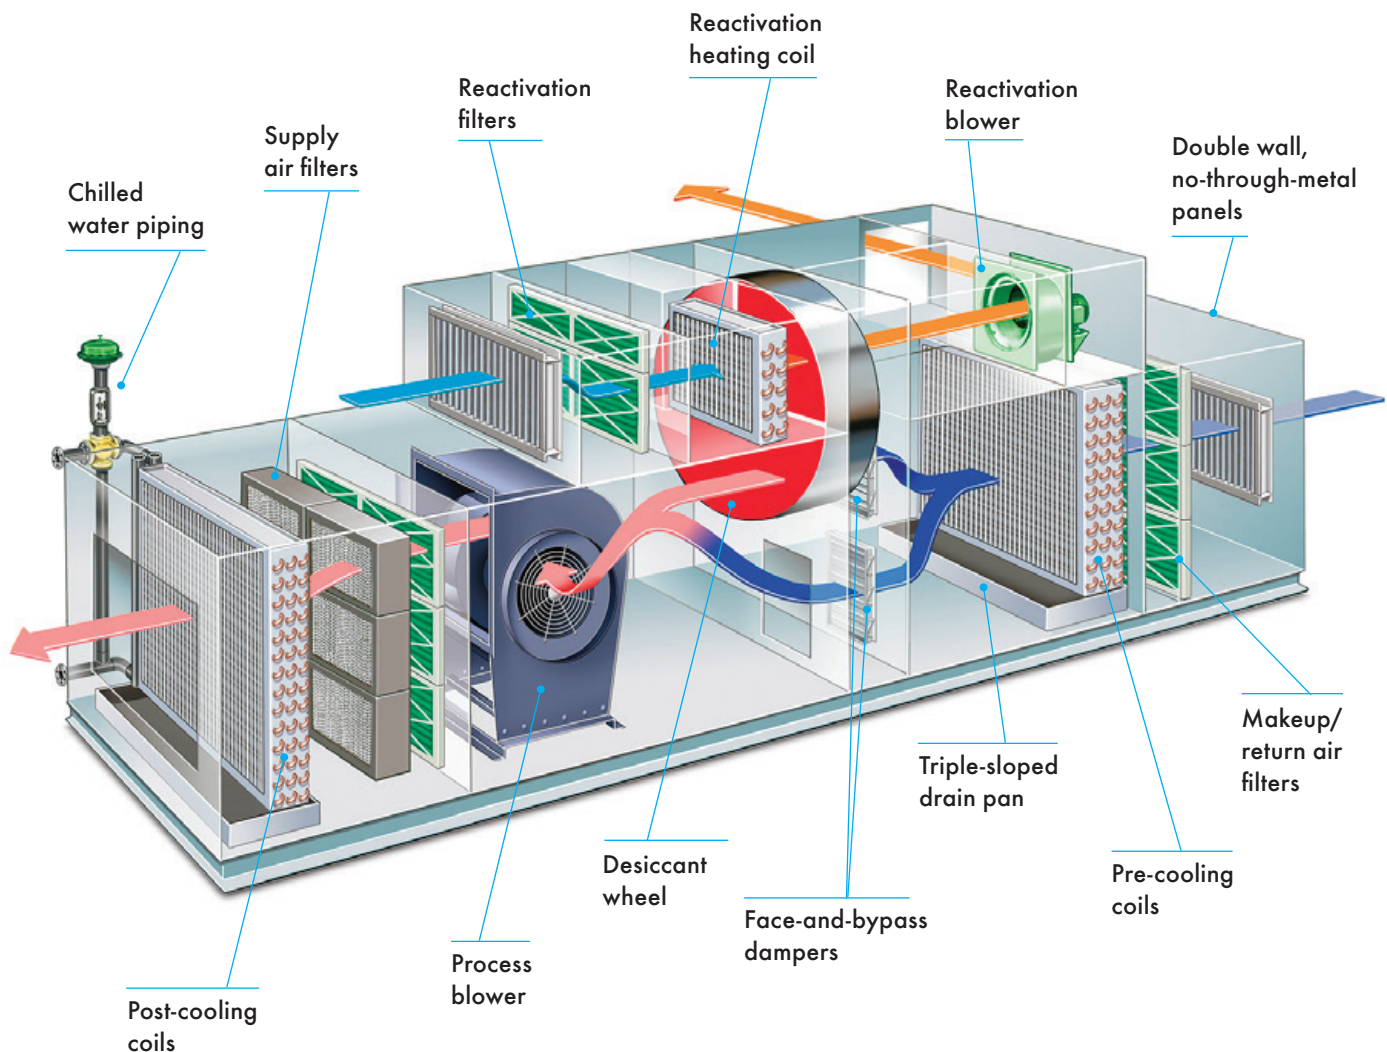 Reactivation
heating coil
Reactivation
filters
Reactivation
blower
Supply
air filters
Double wall,
no-through-metal
panels
Chilled
water piping
Makeup/
return air
filters
Triple-sloped
drain pan
Desiccant
wheel
Pre-cooling
coils
Face-and-bypass
dampers
Process
blower
Post-cooling
coils